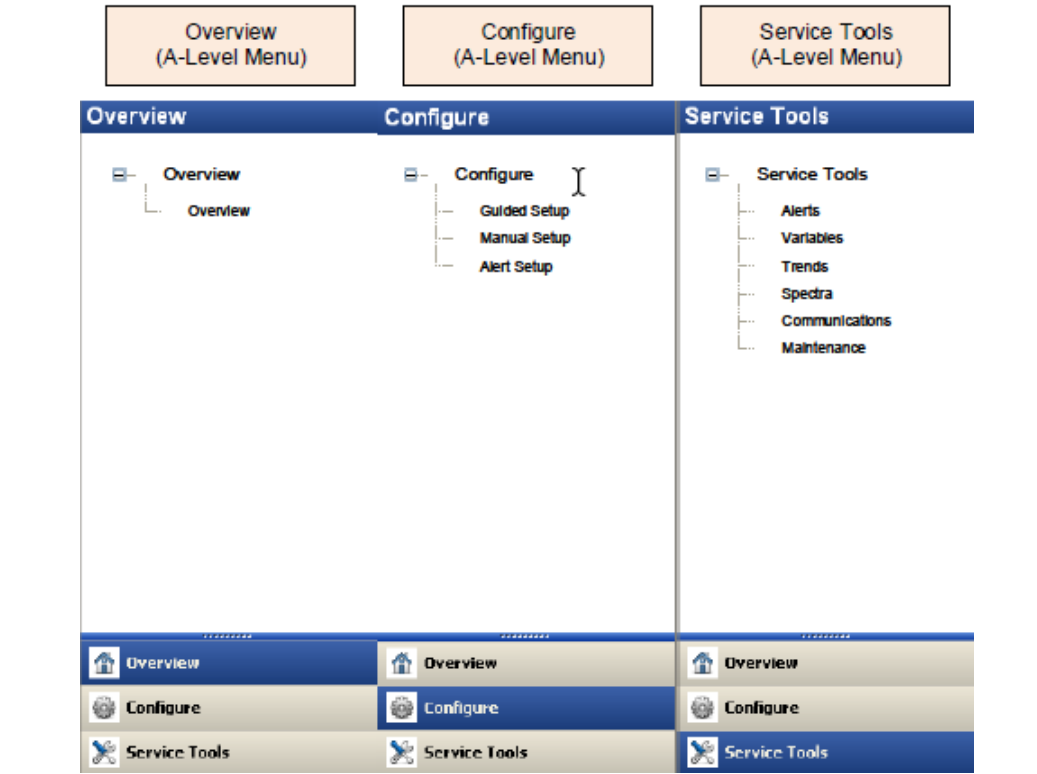 Overview
(A-Level Menu)
Configure
(A-Level Menu)
Service Tools
(A-Level Menu)
Overview
Overview
Overview
Overview
Configure
Service Tools
Configure
Configure
Guided Setup
Manual Setup
Alert Setup
Overview
Configure
Service Tools
Service Tools
Service Tools
Alerts
Variables
Trends
Spectra
Communications
Maintenance
Overview
Configure
Service Tools